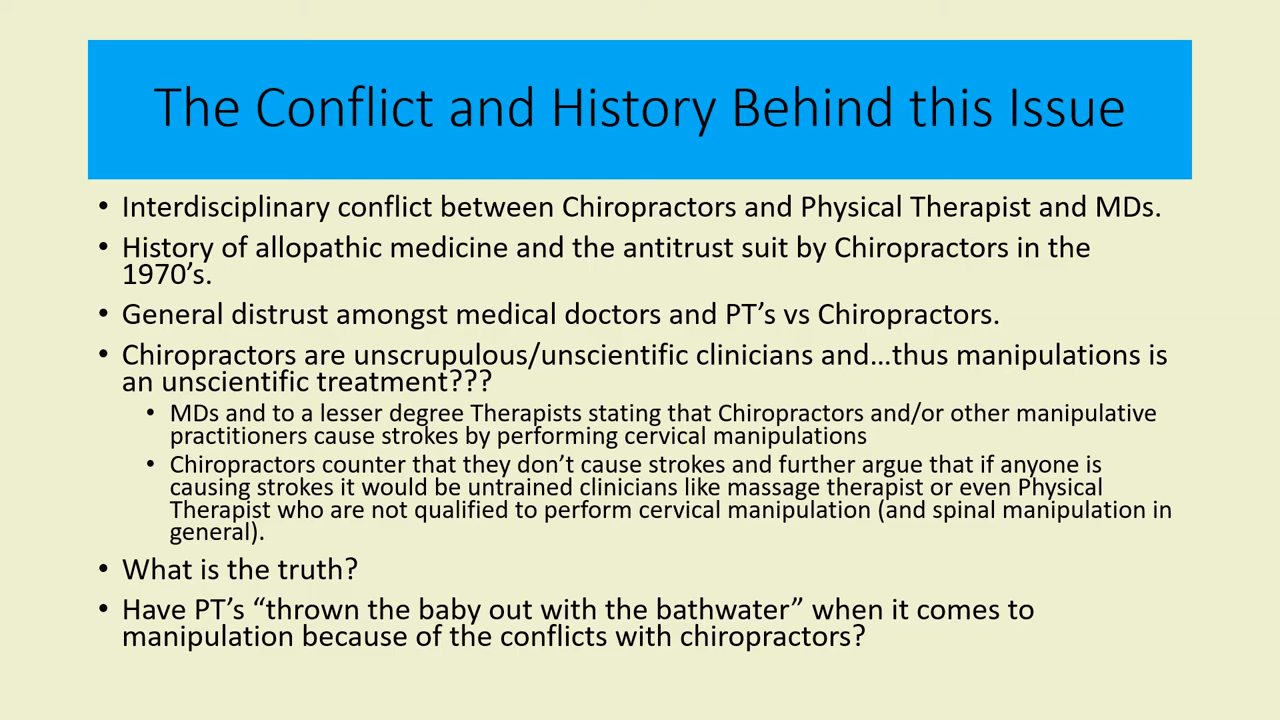 The Conflict and History Behind this Issue
• Interdisciplinary conflict between Chiropractors and Physical Therapist and MDs.
• History of allopathic medicine and the antitrust suit by Chiropractors in the
1970’s.
• General distrust amongst medical doctors and PT’s vs Chiropractors.
• Chiropractors are unscrupulous/unscientific clinicians and…thus manipulations is
an unscientific treatment???
• MDs and to a lesser degree Therapists stating that Chiropractors and/or other manipulative
practitioners cause strokes by performing cervical manipulations
• Chiropractors counter that they don’t cause strokes and further argue that if anyone is
causing strokes it would be untrained clinicians like massage therapist or even Physical
Therapist who are not qualified to perform cervical manipulation (and spinal manipulation in
general).
• What is the truth?
• Have PT’s “thrown the baby out with the bathwater” when it comes to
manipulation because of the conflicts with chiropractors?